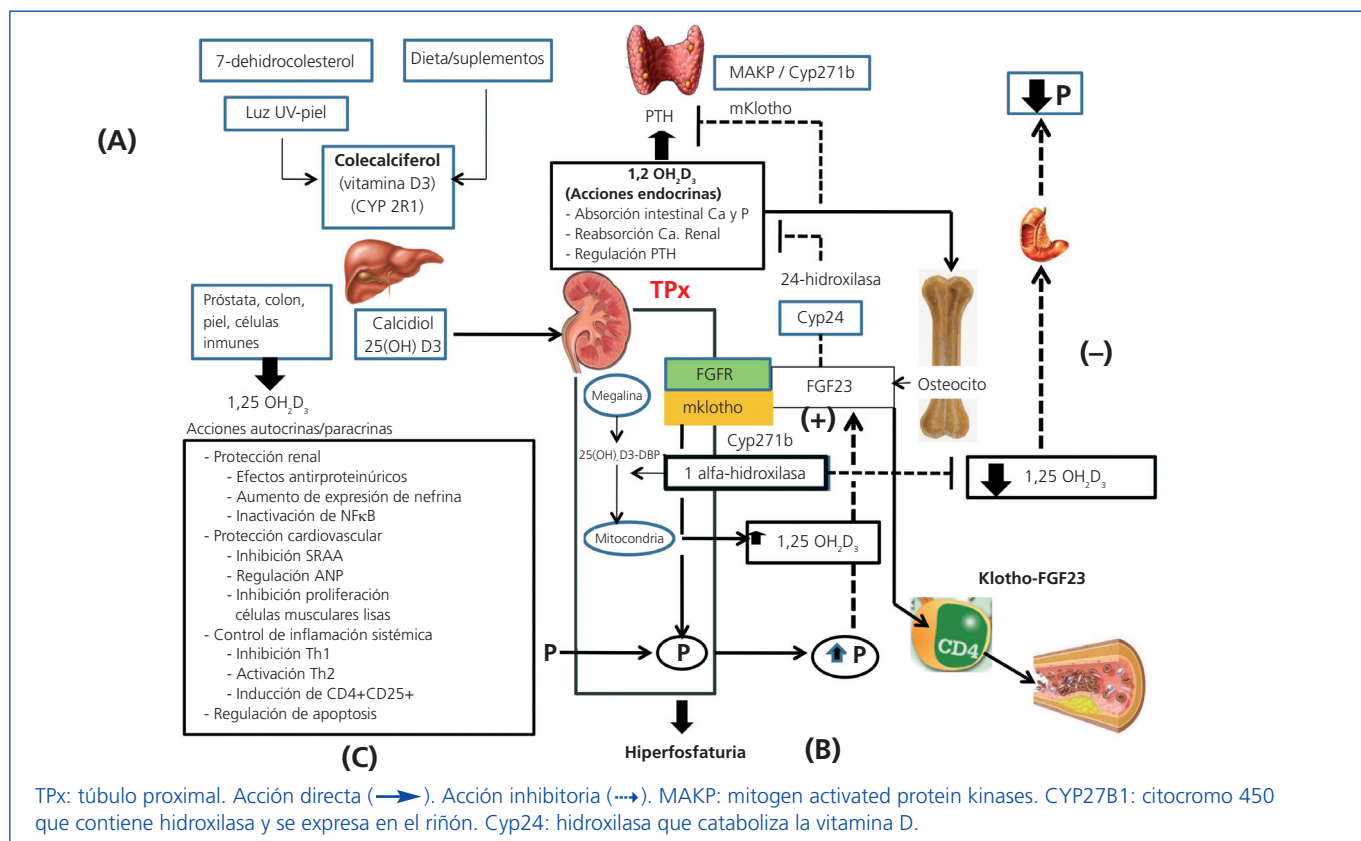 (A)
7-dehidrocolesterol
Dieta/suplementos
Luz UV-piel
Colecalciferol
(vitamina D3)
(CYP 2R1)
MAKP / Cyp271b
PTH
mKlotho
P
1,2 OH₂D₃
(Acciones endocrinas)
- Absorción intestinal Ca y P
- Reabsorción Ca. Renal
- Regulación PTH
24-hidroxilasa
Cyp24
TPx
Próstata, colon,
piel, células
inmunes
Calcidiol
25(OH) D3
1,25 OH₂D₃
Acciones autocrinas/paracrinas
- Protección renal
- Efectos antiproteinúricos
- Aumento de expresión de nefrina
- Inactivación de NFκB
- Protección cardiovascular
- Inhibición SRAA
- Regulación ANP
- Inhibición proliferación
células musculares lisas
- Control de inflamación sistémica
- Inhibición Th1
- Activación Th2
- Inducción de CD4+CD25+
- Regulación de apoptosis
(C)
Megalina
FGFR
mklotho
FGF23
(+)
Osteocito
(–)
Cyp271b
25(OH)_D3-DBP
1 alfa-hidroxilasa
1,25 OH₂D₃
Mitocondria
1,25 OH₂D₃
Klotho-FGF23
CD4
P
P
P
Hiperfosfaturia
(B)
TPx: túbulo proximal. Acción directa (→). Acción inhibitoria (⇢). MAKP: mitogen activated protein kinases. CYP27B1: citocromo 450
que contiene hidroxilasa y se expresa en el riñón. Cyp24: hidroxilasa que cataboliza la vitamina D.